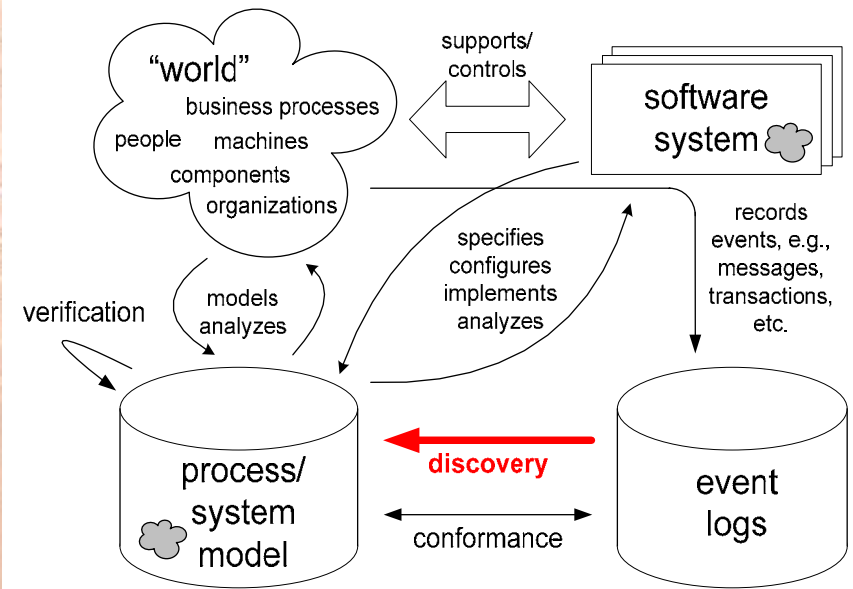 “world”
business processes
people machines
components
organizations
supports/
controls
software
system
records
events, e.g.,
messages,
transactions,
etc.
specifies
configures
implements
analyzes
models
analyzes
verification
discovery
process/
system
model
conformance
event
logs